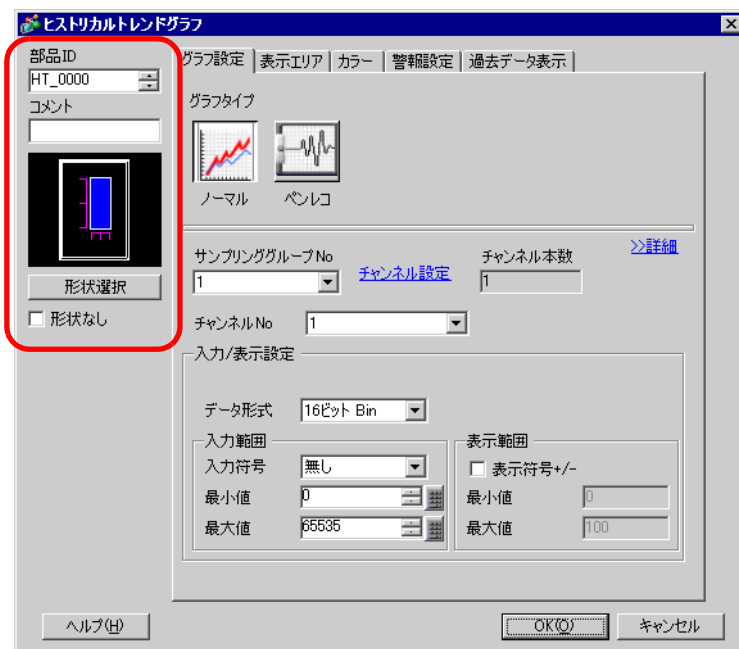 ヒストリカルトレンドグラフ
部品ID
HT_0000
コメント
形状選択
形状なし
グラフ設定 表示エリア カラー 警報設定 過去データ表示
グラフタイプ
ノーマル ペンレコ
>>詳細
サンプリンググループNo チャンネル設定 チャンネル本数
1 1
チャンネルNo 1
入力/表示設定
データ形式 16ビット Bin
入力範囲
入力符号 無し
最小値 0
最大値 65535
表示範囲
表示符号+/-
最小値 0
最大値 100
ヘルプ(H) OK(O) キャンセル